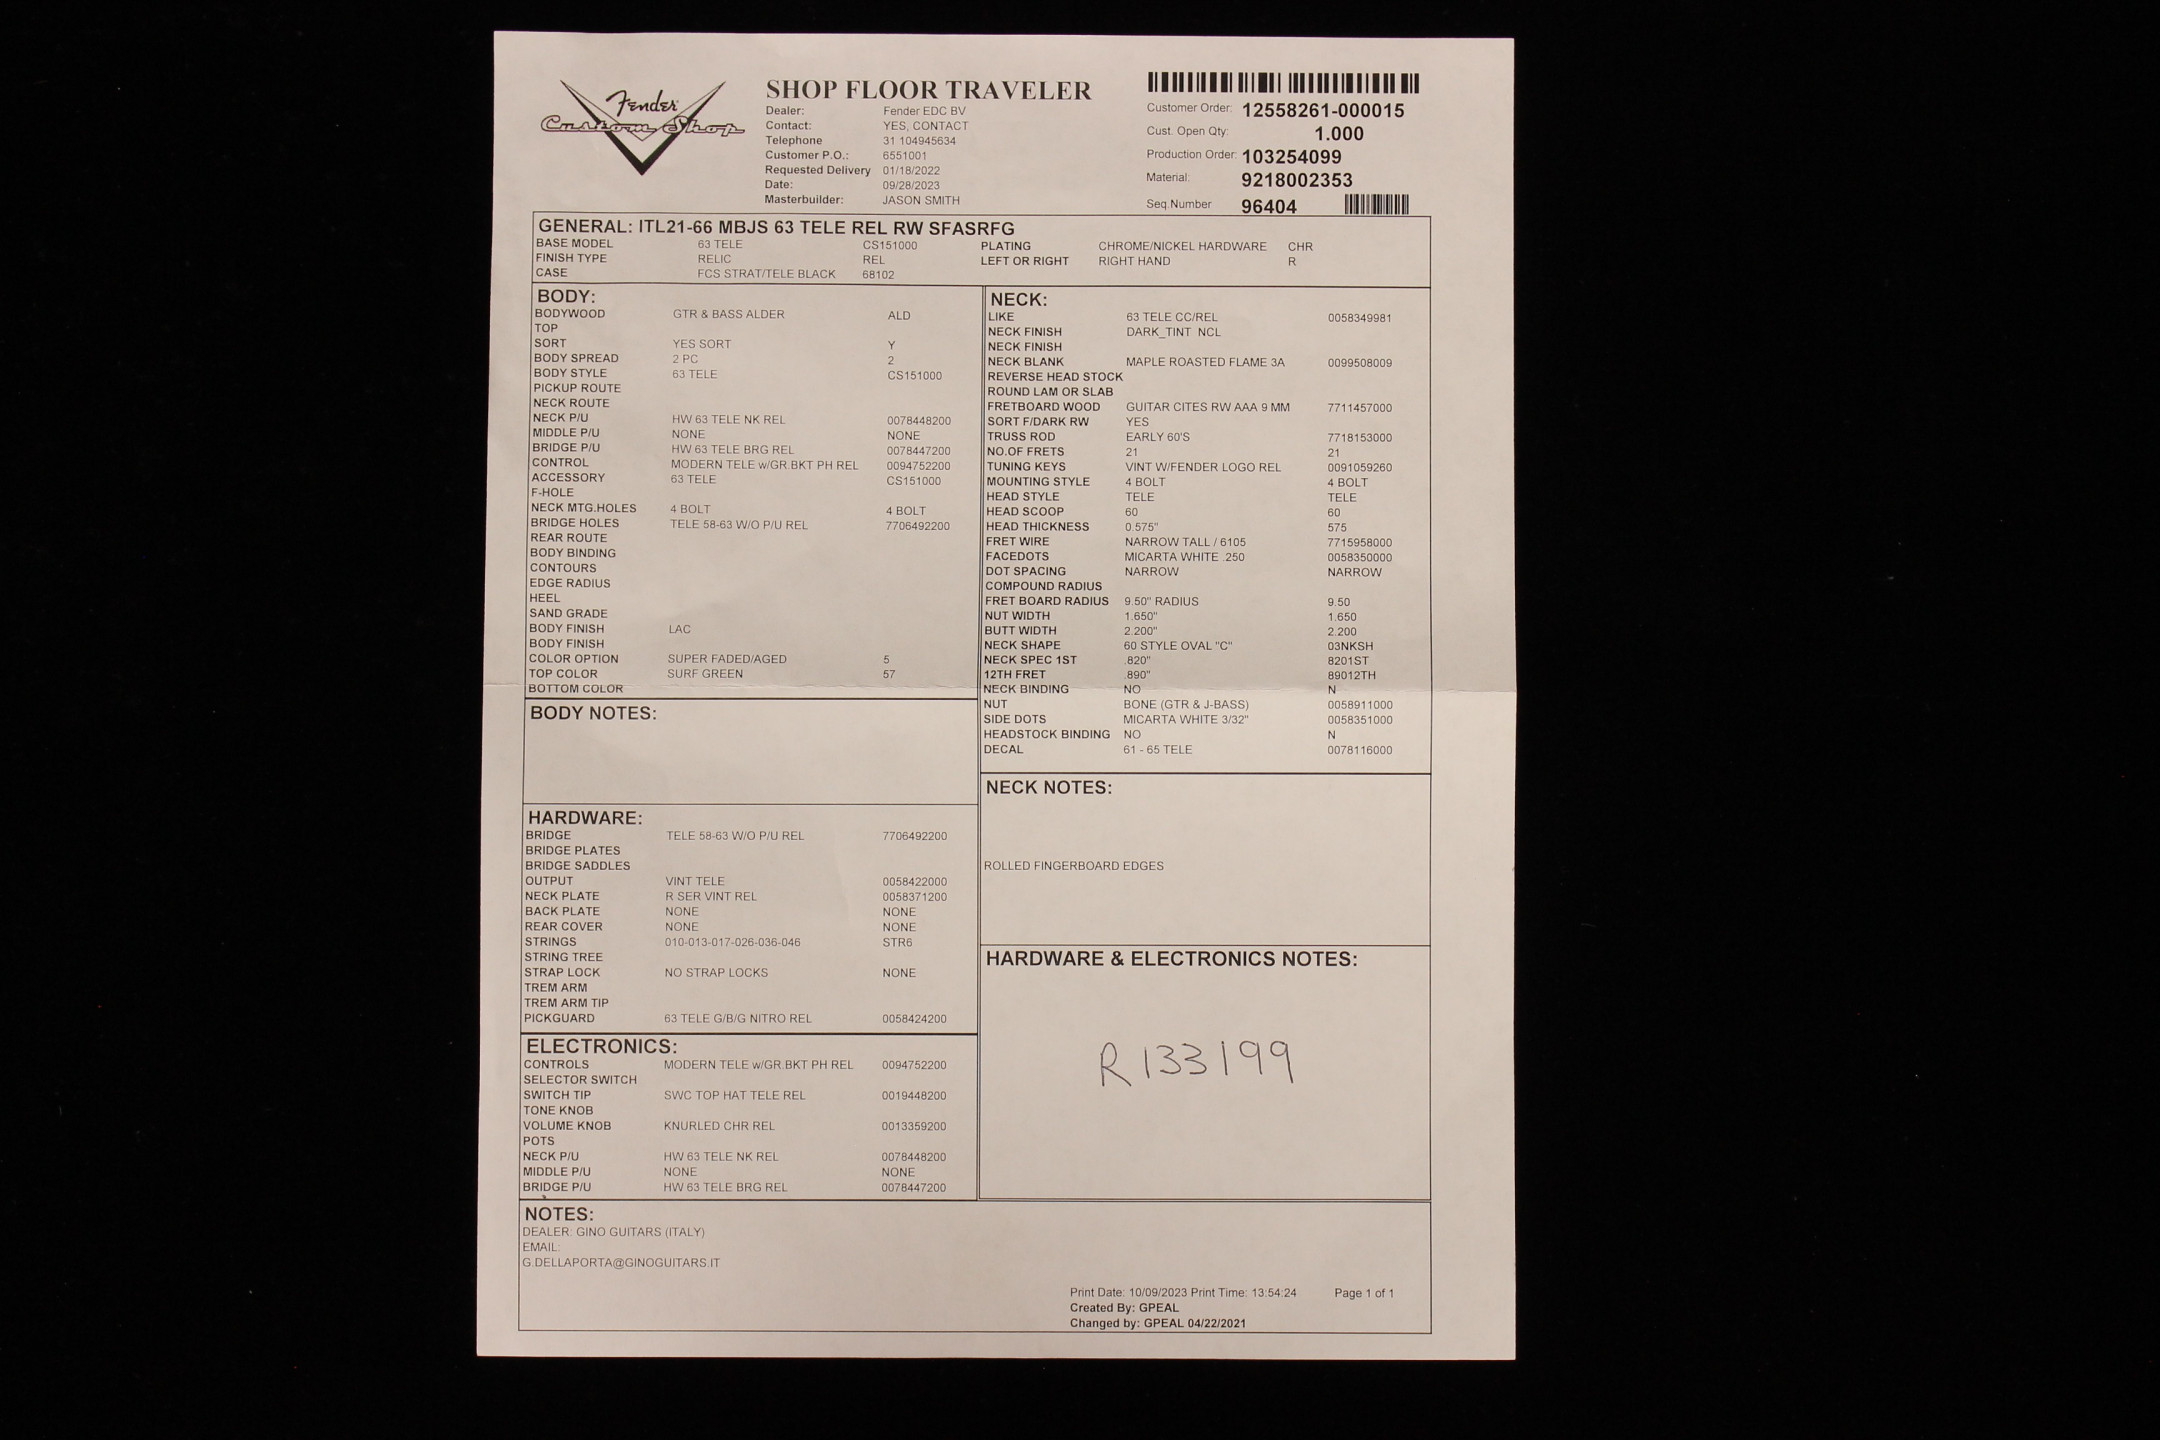 Fender
Custom Shop
SHOP FLOOR TRAVELER
Dealer: Fender EDC BV
Contact: YES, CONTACT
Telephone 31 104945634
Customer P.O.: 6551001
Requested Delivery 01/18/2022
Date: 09/28/2023
Masterbuilder: JASON SMITH
Customer Order: 12558261-000015
Cust. Open Qty: 1.000
Production Order: 103254099
Material: 9218002353
Seq.Number 96404
GENERAL: ITL21-66 MBJS 63 TELE REL RW SFASRFG
BASE MODEL 63 TELE CS151000 PLATING CHROME/NICKEL HARDWARE CHR
FINISH TYPE RELIC REL LEFT OR RIGHT RIGHT HAND R
CASE FCS STRAT/TELE BLACK 68102
BODY:
BODYWOOD GTR & BASS ALDER ALD
TOP
SORT YES SORT Y
BODY SPREAD 2 PC 2
BODY STYLE 63 TELE CS151000
PICKUP ROUTE
NECK ROUTE
NECK P/U HW 63 TELE NK REL 0078448200
MIDDLE P/U NONE NONE
BRIDGE P/U HW 63 TELE BRG REL 0078447200
CONTROL MODERN TELE w/GR.BKT PH REL 0094752200
ACCESSORY 63 TELE CS151000
F-HOLE
NECK MTG.HOLES 4 BOLT 4 BOLT
BRIDGE HOLES TELE 58-63 W/O P/U REL 7706492200
REAR ROUTE
BODY BINDING
CONTOURS
EDGE RADIUS
HEEL
SAND GRADE
BODY FINISH LAC
BODY FINISH
COLOR OPTION SUPER FADED/AGED 5
TOP COLOR SURF GREEN 57
BOTTOM COLOR
BODY NOTES:
HARDWARE:
BRIDGE TELE 58-63 W/O P/U REL 7706492200
BRIDGE PLATES
BRIDGE SADDLES
OUTPUT VINT TELE 0058422000
NECK PLATE R SER VINT REL 0058371200
BACK PLATE NONE NONE
REAR COVER NONE NONE
STRINGS 010-013-017-026-036-046 STR6
STRING TREE
STRAP LOCK NO STRAP LOCKS NONE
TREM ARM
TREM ARM TIP
PICKGUARD 63 TELE G/B/G NITRO REL 0058424200
ELECTRONICS:
CONTROLS MODERN TELE w/GR.BKT PH REL 0094752200
SELECTOR SWITCH
SWITCH TIP SWC TOP HAT TELE REL 0019448200
TONE KNOB
VOLUME KNOB KNURLED CHR REL 0013359200
POTS
NECK P/U HW 63 TELE NK REL 0078448200
MIDDLE P/U NONE NONE
BRIDGE P/U HW 63 TELE BRG REL 0078447200
NECK:
LIKE 63 TELE CC/REL 0058349981
NECK FINISH DARK_TINT NCL
NECK FINISH
NECK BLANK MAPLE ROASTED FLAME 3A 0099508009
REVERSE HEAD STOCK
ROUND LAM OR SLAB
FRETBOARD WOOD GUITAR CITES RW AAA 9 MM 7711457000
SORT F/DARK RW YES
TRUSS ROD EARLY 60'S 7718153000
NO.OF FRETS 21 21
TUNING KEYS VINT W/FENDER LOGO REL 0091059260
MOUNTING STYLE 4 BOLT 4 BOLT
HEAD STYLE TELE TELE
HEAD SCOOP 60 60
HEAD THICKNESS 0.575" 575
FRET WIRE NARROW TALL / 6105 7715958000
FACEDOTS MICARTA WHITE .250 0058350000
DOT SPACING NARROW NARROW
COMPOUND RADIUS
FRET BOARD RADIUS 9.50" RADIUS 9.50
NUT WIDTH 1.650" 1.650
BUTT WIDTH 2.200" 2.200
NECK SHAPE 60 STYLE OVAL "C" 03NKSH
NECK SPEC 1ST .820" 8201ST
12TH FRET .890" 89012TH
NECK BINDING NO N
NUT BONE (GTR & J-BASS) 0058911000
SIDE DOTS MICARTA WHITE 3/32" 0058351000
HEADSTOCK BINDING NO N
DECAL 61 - 65 TELE 0078116000
NECK NOTES:
ROLLED FINGERBOARD EDGES
HARDWARE & ELECTRONICS NOTES:
R133199
NOTES:
DEALER: GINO GUITARS (ITALY)
EMAIL:
G.DELLAPORTA@GINOGUITARS.IT
Print Date: 10/09/2023 Print Time: 13:54:24 Page 1 of 1
Created By: GPEAL
Changed by: GPEAL 04/22/2021